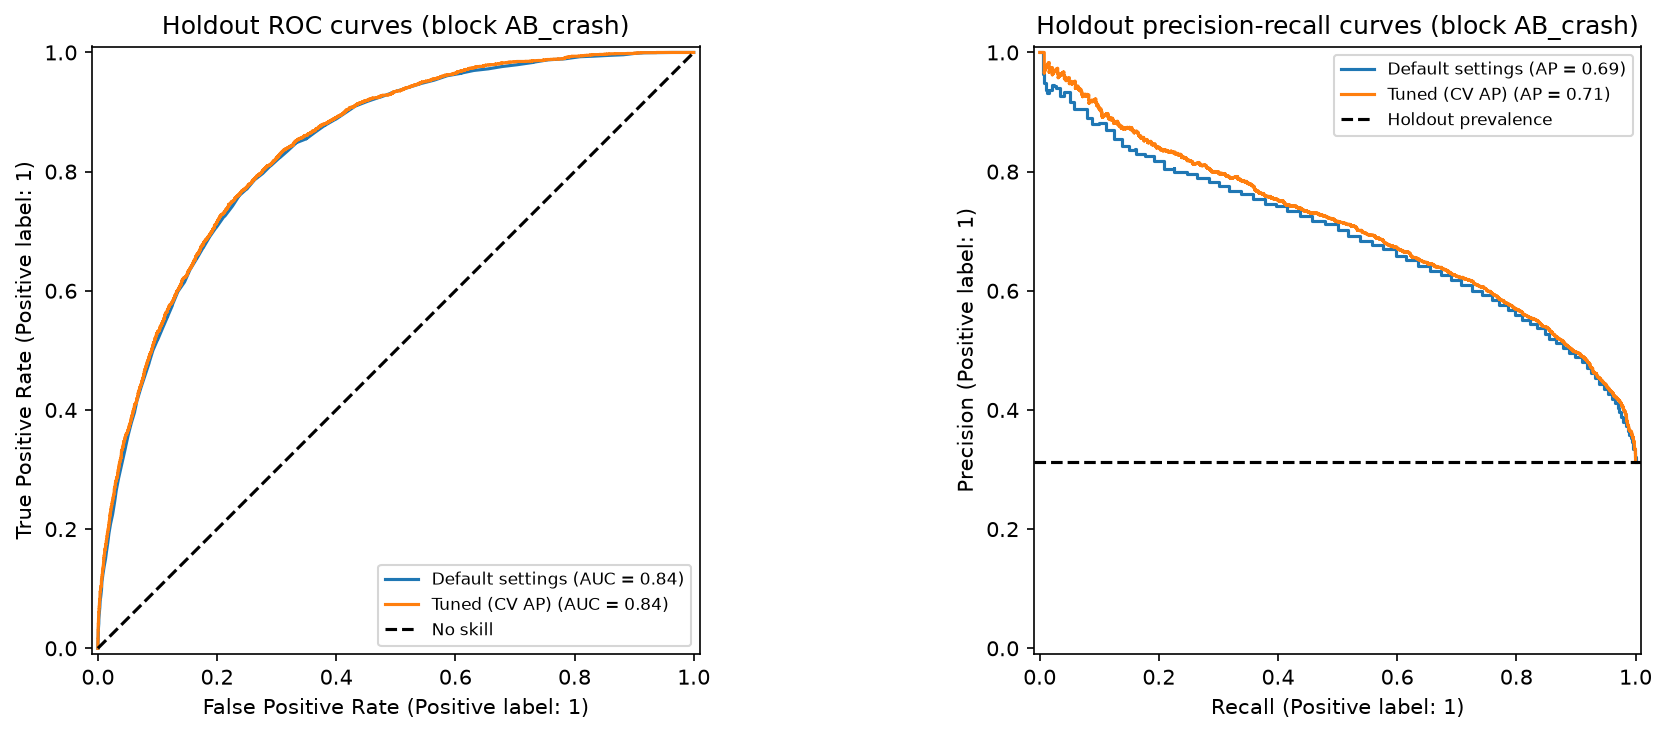 Holdout ROC curves (block AB_crash)
True Positive Rate (Positive label: 1)
1.0
0.8
0.6
0.4
0.2
0.0
Default settings (AUC = 0.84)
Tuned (CV AP) (AUC = 0.84)
No skill
0.0 0.2 0.4 0.6 0.8 1.0
False Positive Rate (Positive label: 1)
Holdout precision-recall curves (block AB_crash)
Precision (Positive label: 1)
1.0
0.8
0.6
0.4
0.2
0.0
Default settings (AP = 0.69)
Tuned (CV AP) (AP = 0.71)
Holdout prevalence
0.0 0.2 0.4 0.6 0.8 1.0
Recall (Positive label: 1)